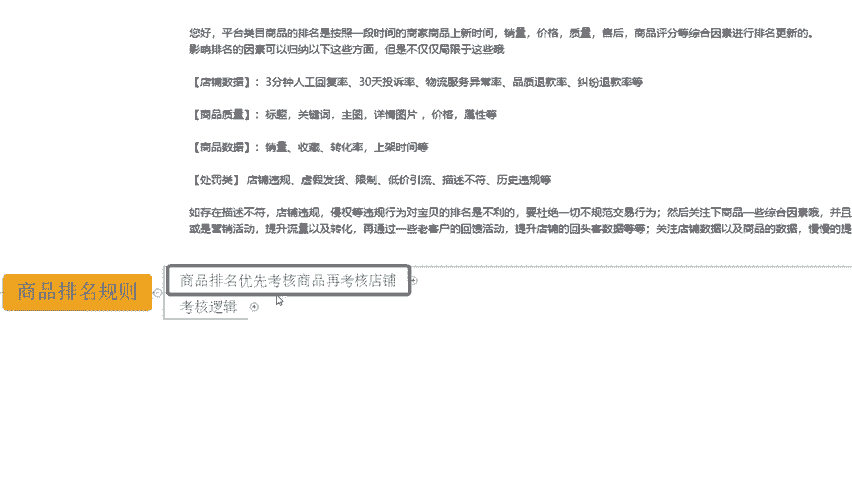 您好，平台类目商品的排名是按照一段时间的商家商品上新时间，销量，价格，质量，售后，商品评分等综合因素进行排名更新的。
影响排名的因素可以归纳以下这些方面，但是不仅仅局限于这些哦
【店铺数据】：3分钟人工回复率、30天投诉率、物流服务异常率、品质退款率、纠纷退款率等
【商品质量】：标题，关键词，主图，详情图片 ，价格，属性等
【商品数据】：销量、收藏、转化率，上架时间等
【处罚类】 店铺违规、虚假发货、限制、低价引流、描述不符、历史违规等
如存在描述不符，店铺违规，侵权等违规行为对宝贝的排名是不利的，要杜绝一切不规范交易行为；然后关注下商品一些综合因素哦，并且
或是营销活动，提升流量以及转化，再通过一些老客户的回馈活动，提升店铺的回头客数据等等；关注店铺数据以及商品的数据，慢慢的提
商品排名优先考核商品再考核店铺
商品排名规则
考核逻辑